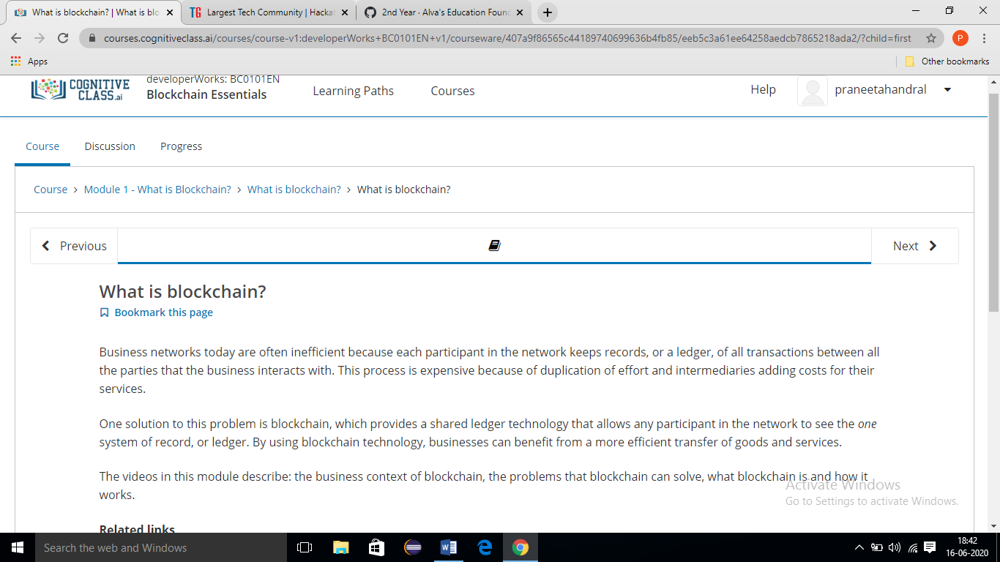 What is blockchain? | What is blo
Largest Tech Community | Hacka
2nd Year · Alva's Education Foun
courses.cognitiveclass.ai/courses/course-v1:developerWorks+BC0101EN+v1/courseware/407a9f86565c44189740699636b4fb85/eeb5c3a61ee64258aedcb7865218ada2/?child=first
P
Apps
Other bookmarks
COGNITIVE
CLASS.ai
developerWorks: BC0101EN
Blockchain Essentials
Learning Paths
Courses
Help
praneetahandral
Course
Discussion
Progress
Course > Module 1 - What is Blockchain? > What is blockchain? > What is blockchain?
Previous
Next
What is blockchain?
Bookmark this page
Business networks today are often inefficient because each participant in the network keeps records, or a ledger, of all transactions between all
the parties that the business interacts with. This process is expensive because of duplication of effort and intermediaries adding costs for their
services.
One solution to this problem is blockchain, which provides a shared ledger technology that allows any participant in the network to see the one
system of record, or ledger. By using blockchain technology, businesses can benefit from a more efficient transfer of goods and services.
The videos in this module describe: the business context of blockchain, the problems that blockchain can solve, what blockchain is and how it
works.
Activate Windows
Go to Settings to activate Windows.
Related links
Search the web and Windows
18:42
16-06-2020